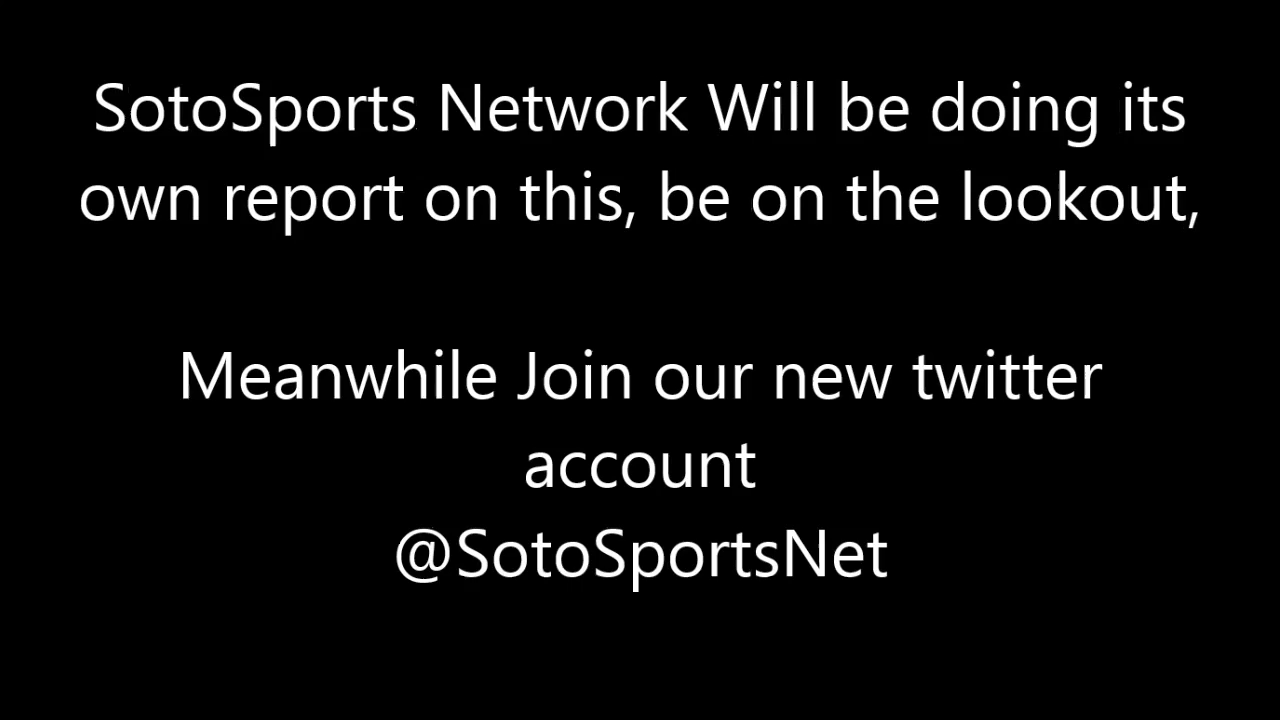 SotoSports Network Will be doing its
own report on this, be on the lookout,
Meanwhile Join our new twitter
account
@SotoSportsNet